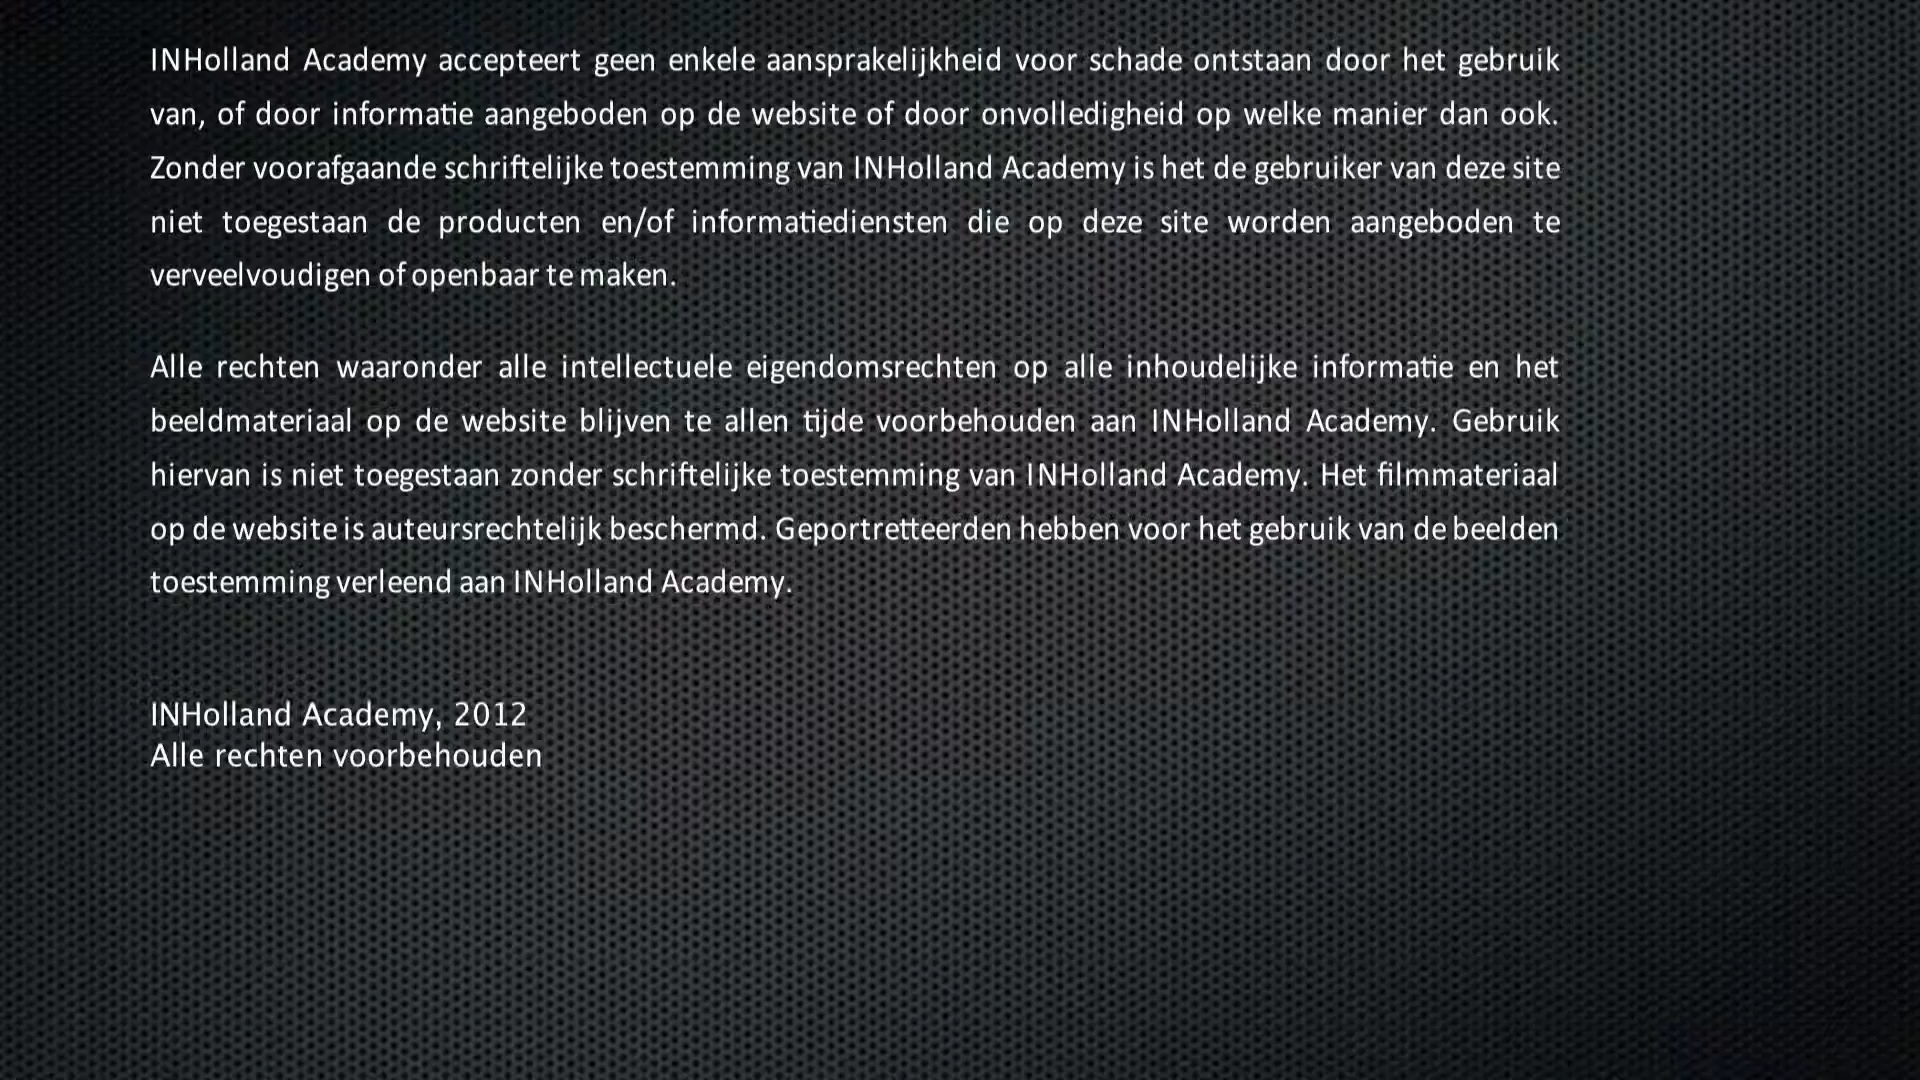 INHolland Academy accepteert geen enkele aansprakelijkheid voor schade ontstaan door het gebruik
van, of door informatie aangeboden op de website of door onvolledigheid op welke manier dan ook.
Zonder voorafgaande schriftelijke toestemming van INHolland Academy is het de gebruiker van deze site
niet toegestaan de producten en/of informatiediensten die op deze site worden aangeboden te
verveelvoudigen of openbaar te maken.
Alle rechten waaronder alle intellectuele eigendomsrechten op alle inhoudelijke informatie en het
beeldmateriaal op de website blijven te allen tijde voorbehouden aan INHolland Academy. Gebruik
hiervan is niet toegestaan zonder schriftelijke toestemming van INHolland Academy. Het filmmateriaal
op de website is auteursrechtelijk beschermd. Geportretteerden hebben voor het gebruik van de beelden
toestemming verleend aan INHolland Academy.
INHolland Academy, 2012
Alle rechten voorbehouden